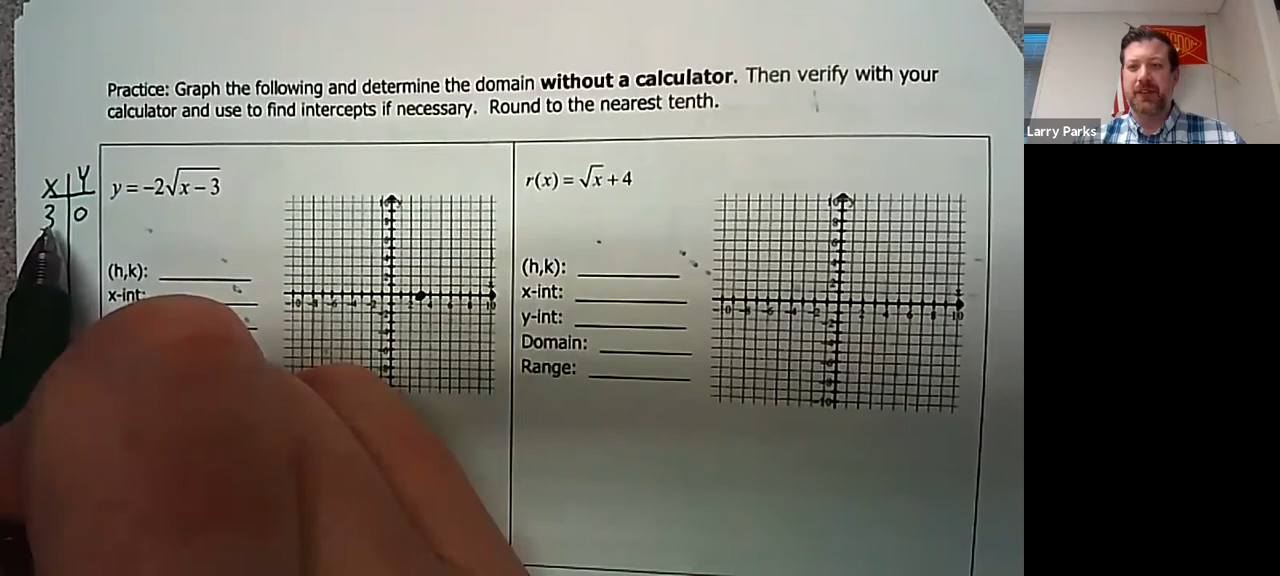 Practice: Graph the following and determine the domain without a calculator. Then verify with your
calculator and use to find intercepts if necessary. Round to the nearest tenth.
X Y
3 0
y = -2√x - 3
(h,k):
x-int:
r(x) = √x + 4
(h,k):
x-int:
y-int:
Domain:
Range:
Larry Parks